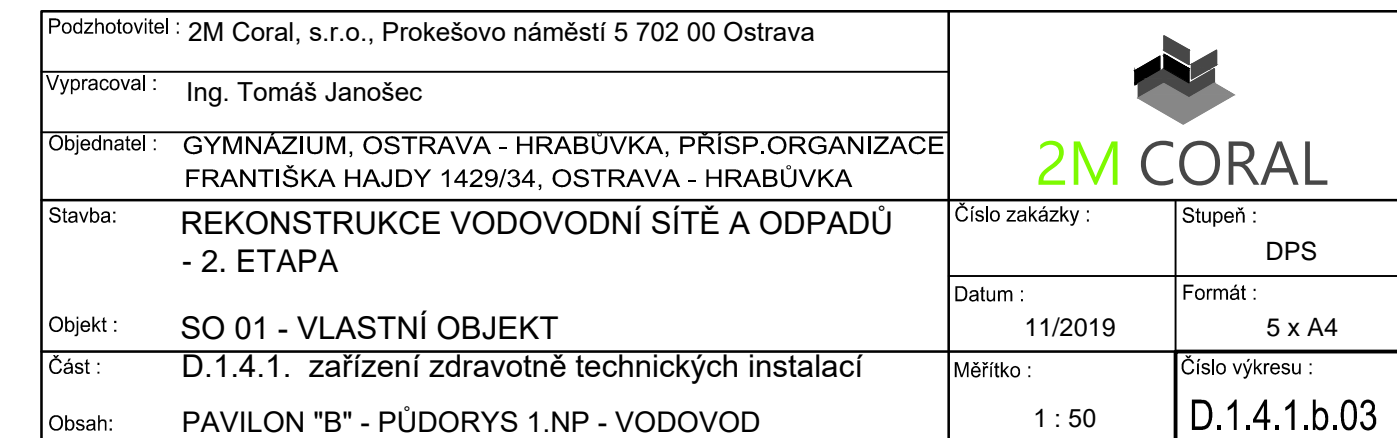 Podzhotovitel : 2M Coral, s.r.o., Prokešovo náměstí 5 702 00 Ostrava
Vypracoval : Ing. Tomáš Janošec
Objednatel : GYMNÁZIUM, OSTRAVA - HRABŮVKA, PŘÍSP.ORGANIZACE
FRANTIŠKA HAJDY 1429/34, OSTRAVA - HRABŮVKA
2M CORAL
Stavba: REKONSTRUKCE VODOVODNÍ SÍTĚ A ODPADŮ
- 2. ETAPA
Číslo zakázky :
Stupeň :
DPS
Objekt : SO 01 - VLASTNÍ OBJEKT
Datum :
11/2019
Formát :
5 x A4
Část : D.1.4.1. zařízení zdravotně technických instalací
Obsah: PAVILON "B" - PŮDORYS 1.NP - VODOVOD
Měřítko :
1 : 50
Číslo výkresu :
D.1.4.1.b.03